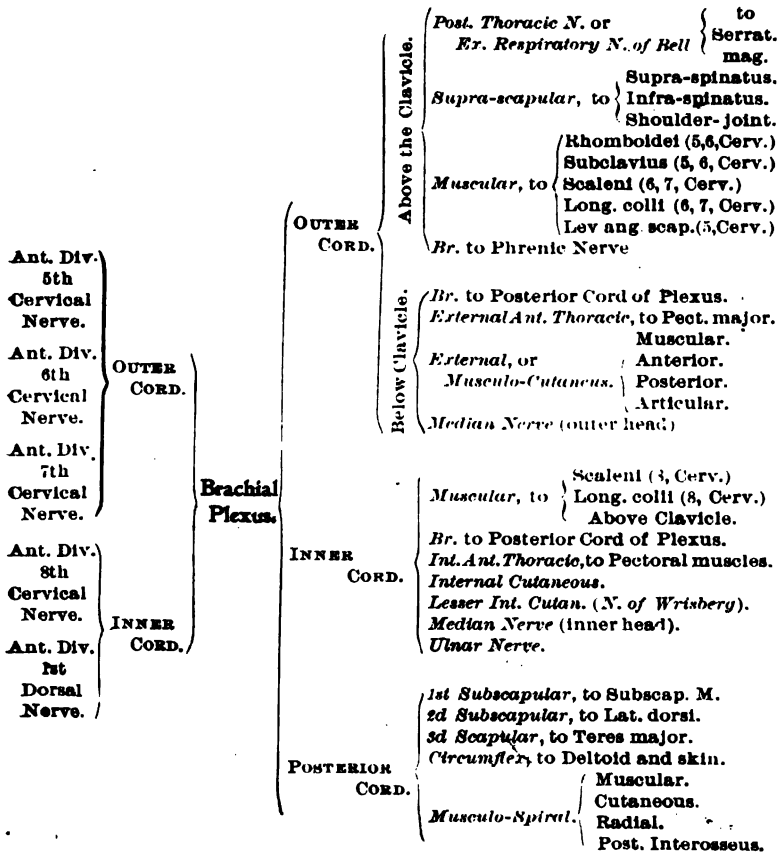 Ant. Div.
5th
Cervical
Nerve.
Ant. Div.
6th
Cervical
Nerve.
Ant. Div.
7th
Cervical
Nerve.
Ant. Div.
8th
Cervical
Nerve.
Ant. Div.
1st
Dorsal
Nerve.
OUTER
CORD.
INNER
CORD.
Brachial
Plexus.
OUTER
CORD.
Above the Clavicle.
Post. Thoracic N. or
Ex. Respiratory N. of Bell
to
Serrat.
mag.
Supra-scapular, to
Supra-spinatus.
Infra-spinatus.
Shoulder-joint.
Muscular, to
Rhomboidei (5,6,Cerv.)
Subclavius (5, 6, Cerv.)
Scaleni (6, 7, Cerv.)
Long. colli (6, 7, Cerv.)
Lev ang. scap.(5,Cerv.)
Br. to Phrenic Nerve
Below Clavicle.
Br. to Posterior Cord of Plexus.
External Ant. Thoracic, to Pect. major.
External, or
Musculo-Cutaneus.
Muscular.
Anterior.
Posterior.
Articular.
Median Nerve (outer head)
INNER
CORD.
Muscular, to
Scaleni (8, Cerv.)
Long. colli (8, Cerv.)
Above Clavicle.
Br. to Posterior Cord of Plexus.
Int. Ant. Thoracic, to Pectoral muscles.
Internal Cutaneous.
Lesser Int. Cutan. (N. of Wrisberg).
Median Nerve (inner head).
Ulnar Nerve.
POSTERIOR
CORD.
1st Subscapular, to Subscap. M.
2d Subscapular, to Lat. dorsi.
3d Scapular, to Teres major.
Circumflex, to Deltoid and skin.
Musculo-Spiral.
Muscular.
Cutaneous.
Radial.
Post. Interosseus.